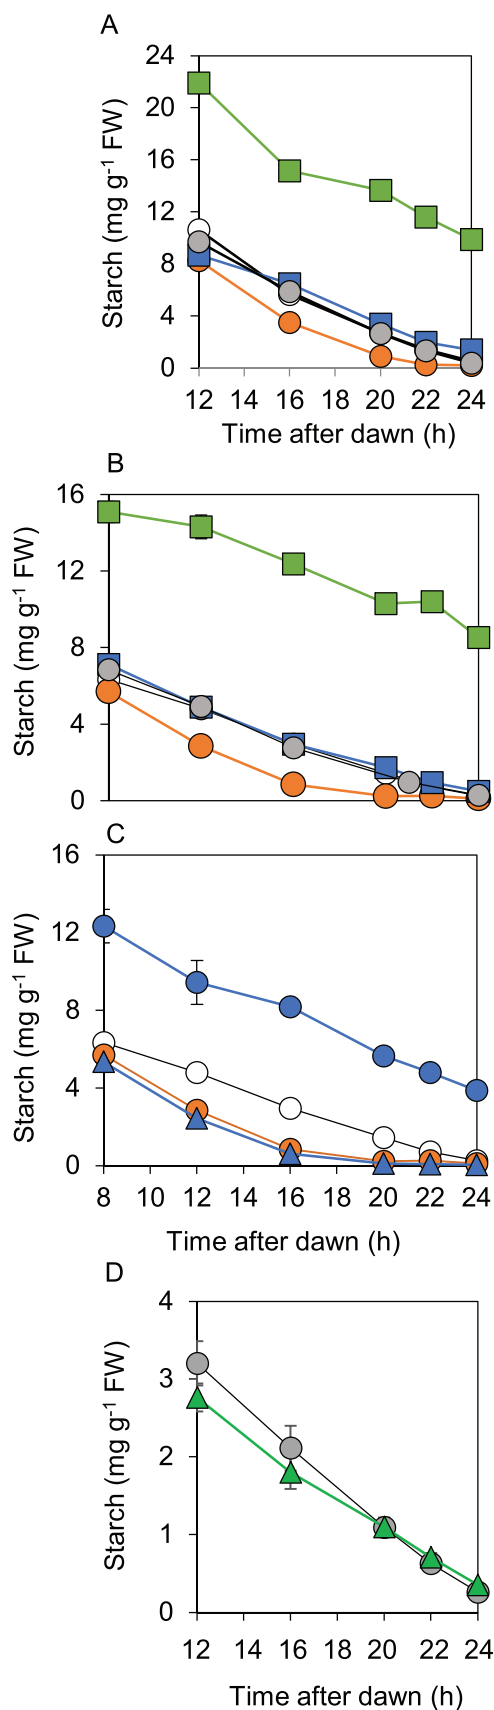 A
24
20
16
12
8
4
0
Starch (mg g⁻¹ FW)
12 14 16 18 20 22 24
Time after dawn (h)
B
16
12
8
4
0
Starch (mg g⁻¹ FW)
C
16
12
8
4
0
Starch (mg g⁻¹ FW)
8 10 12 14 16 18 20 22 24
Time after dawn (h)
D
4
3
2
1
0
Starch (mg g⁻¹ FW)
12 14 16 18 20 22 24
Time after dawn (h)